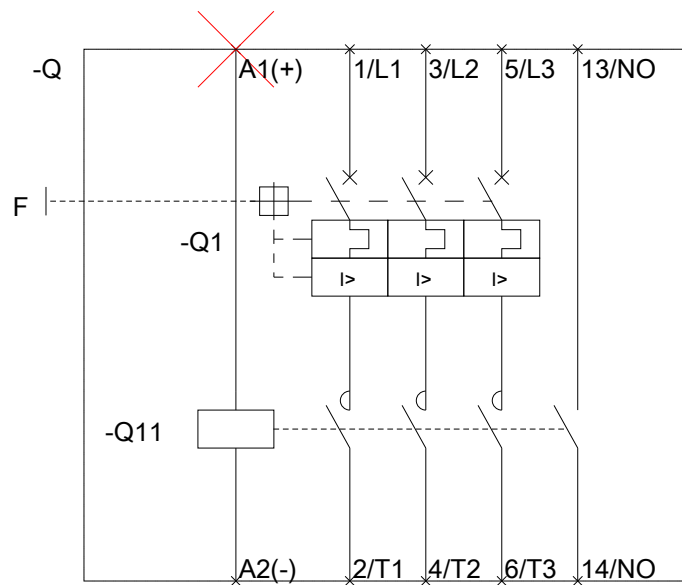 -Q A1(+) 1/L1 3/L2 5/L3 13/NO
F
-Q1
I> I> I>
-Q11
A2(-) 2/T1 4/T2 6/T3 14/NO